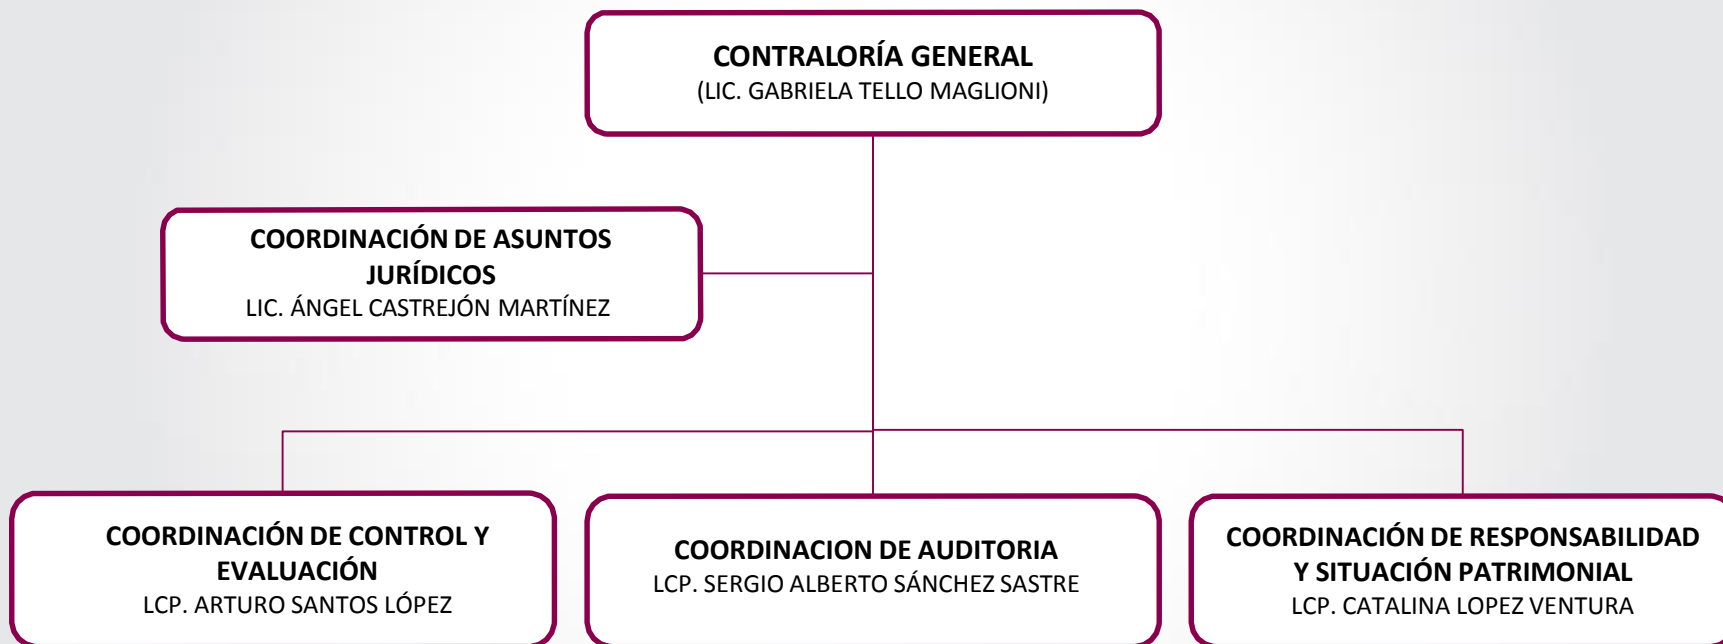 CONTRALORÍA GENERAL
(LIC. GABRIELA TELLO MAGLIONI)
COORDINACIÓN DE ASUNTOS
JURÍDICOS
LIC. ÁNGEL CASTREJÓN MARTÍNEZ
COORDINACIÓN DE CONTROL Y
EVALUACIÓN
LCP. ARTURO SANTOS LÓPEZ
COORDINACION DE AUDITORIA
LCP. SERGIO ALBERTO SÁNCHEZ SASTRE
COORDINACIÓN DE RESPONSABILIDAD
Y SITUACIÓN PATRIMONIAL
LCP. CATALINA LOPEZ VENTURA